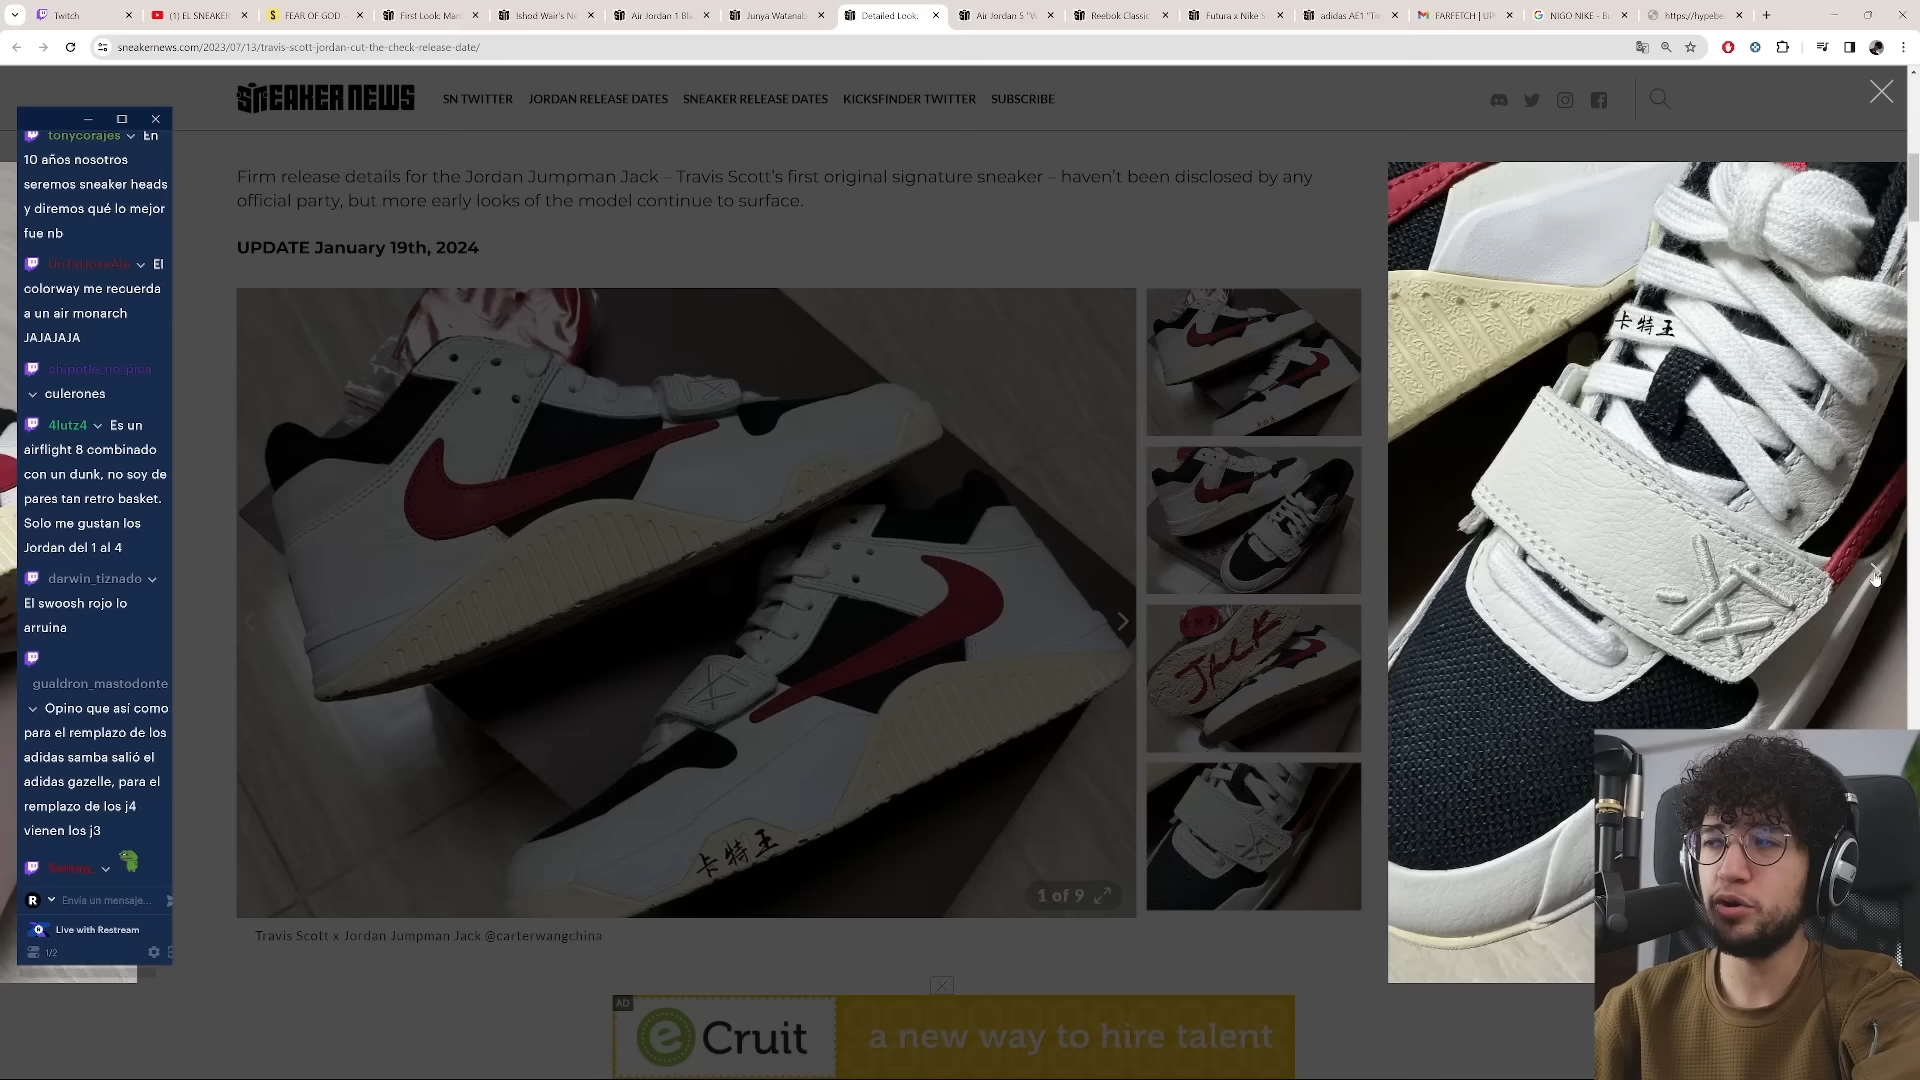 Twitch
(1) EL SNEAKER
FEAR OF GOD
First Look: Mar
Ishod Wair's Ne
Air Jordan 1 Bla
Junya Watanab
Detailed Look:
Air Jordan 5 "V
Reebok Classic
Futura x Nike S
adidas AE1 "Tir
FARFETCH | UP
NIGO NIKE - B
https://hypebe
sneakernews.com/2023/07/13/travis-scott-jordan-cut-the-check-release-date/
SNEAKER NEWS
SN TWITTER
JORDAN RELEASE DATES
SNEAKER RELEASE DATES
KICKSFINDER TWITTER
SUBSCRIBE
Firm release details for the Jordan Jumpman Jack – Travis Scott's first original signature sneaker – haven't been disclosed by any
official party, but more early looks of the model continue to surface.
UPDATE January 19th, 2024
tonycorajes En
10 años nosotros
seremos sneaker heads
y diremos qué lo mejor
fue nb
El
colorway me recuerda
a un air monarch
JAJAJAJA
chipotle_no_pica
culerones
4lutz4 Es un
airflight 8 combinado
con un dunk, no soy de
pares tan retro basket.
Solo me gustan los
Jordan del 1 al 4
darwin_tiznado
El swoosh rojo lo
arruina
gualdron_mastodonte
Opino que así como
para el remplazo de los
adidas samba salió el
adidas gazelle, para el
remplazo de los j4
vienen los j3
R Envía un mensaje...
Live with Restream
1/2
卡特王
JACK
卡特王
1 of 9
Travis Scott x Jordan Jumpman Jack @carterwangchina
AD
e Cruit
a new way to hire talent